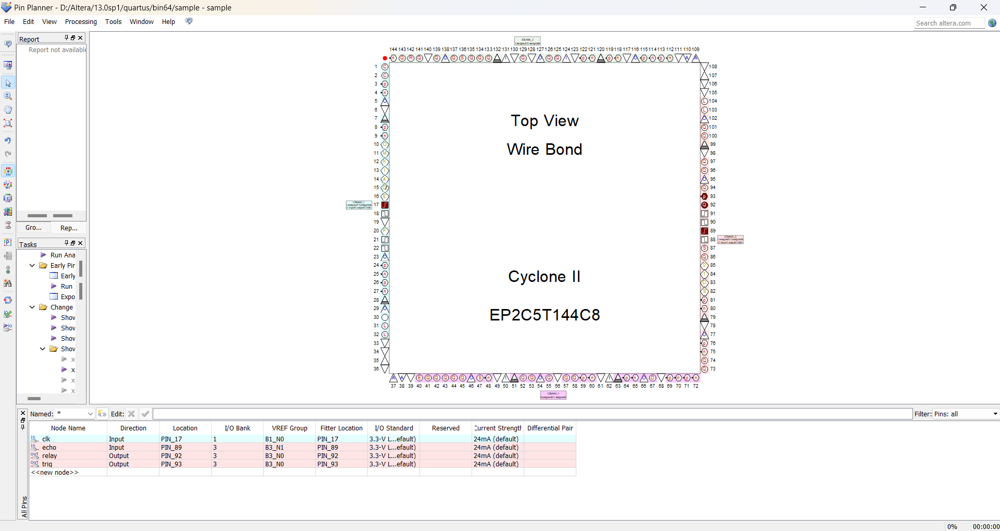 Pin Planner - D:/Altera/13.0sp1/quartus/bin64/sample - sample
File Edit View Processing Tools Window Help
Search altera.com
Report
Report not available
Gro... Rep...
Tasks
Run Ana
Early Pin
Early
Run
Expo
Change
Show
Show
Show
Show
x
x
x
x
IOBANK_2
144 143 142 141 140 139 138 137 136 135 134 133 132 131 130 129 128 127 126 125 124 123 122 121 120 119 118 117 116 115 114 113 112 111 110 109
1 108
2 107
3 106
4 105
5 104
6 103
7 102
8 101
9 100
10 99
11 98
12 97
13 96
14 95
15 94
16 93
17 92
18 91
19 90
20 89
21 88
22 87
23 86
24 85
25 84
26 83
27 82
28 81
29 80
30 79
31 78
32 77
33 76
34 75
35 74
36 73
Top View
Wire Bond
Cyclone II
EP2C5T144C8
IOBANK_1
IOBANK_3
37 38 39 40 41 42 43 44 45 46 47 48 49 50 51 52 53 54 55 56 57 58 59 60 61 62 63 64 65 66 67 68 69 70 71 72
IOBANK_4
Named: * Edit: Filter: Pins: all
Node Name Direction Location I/O Bank VREF Group Fitter Location I/O Standard Reserved Current Strength Differential Pair
in clk Input PIN_17 1 B1_N0 PIN_17 3.3-V L...efault) 24mA (default)
in echo Input PIN_89 3 B3_N1 PIN_89 3.3-V L...efault) 24mA (default)
out relay Output PIN_92 3 B3_N0 PIN_92 3.3-V L...efault) 24mA (default)
out trig Output PIN_93 3 B3_N0 PIN_93 3.3-V L...efault) 24mA (default)
<<new node>>
All Pins
0% 00:00:00